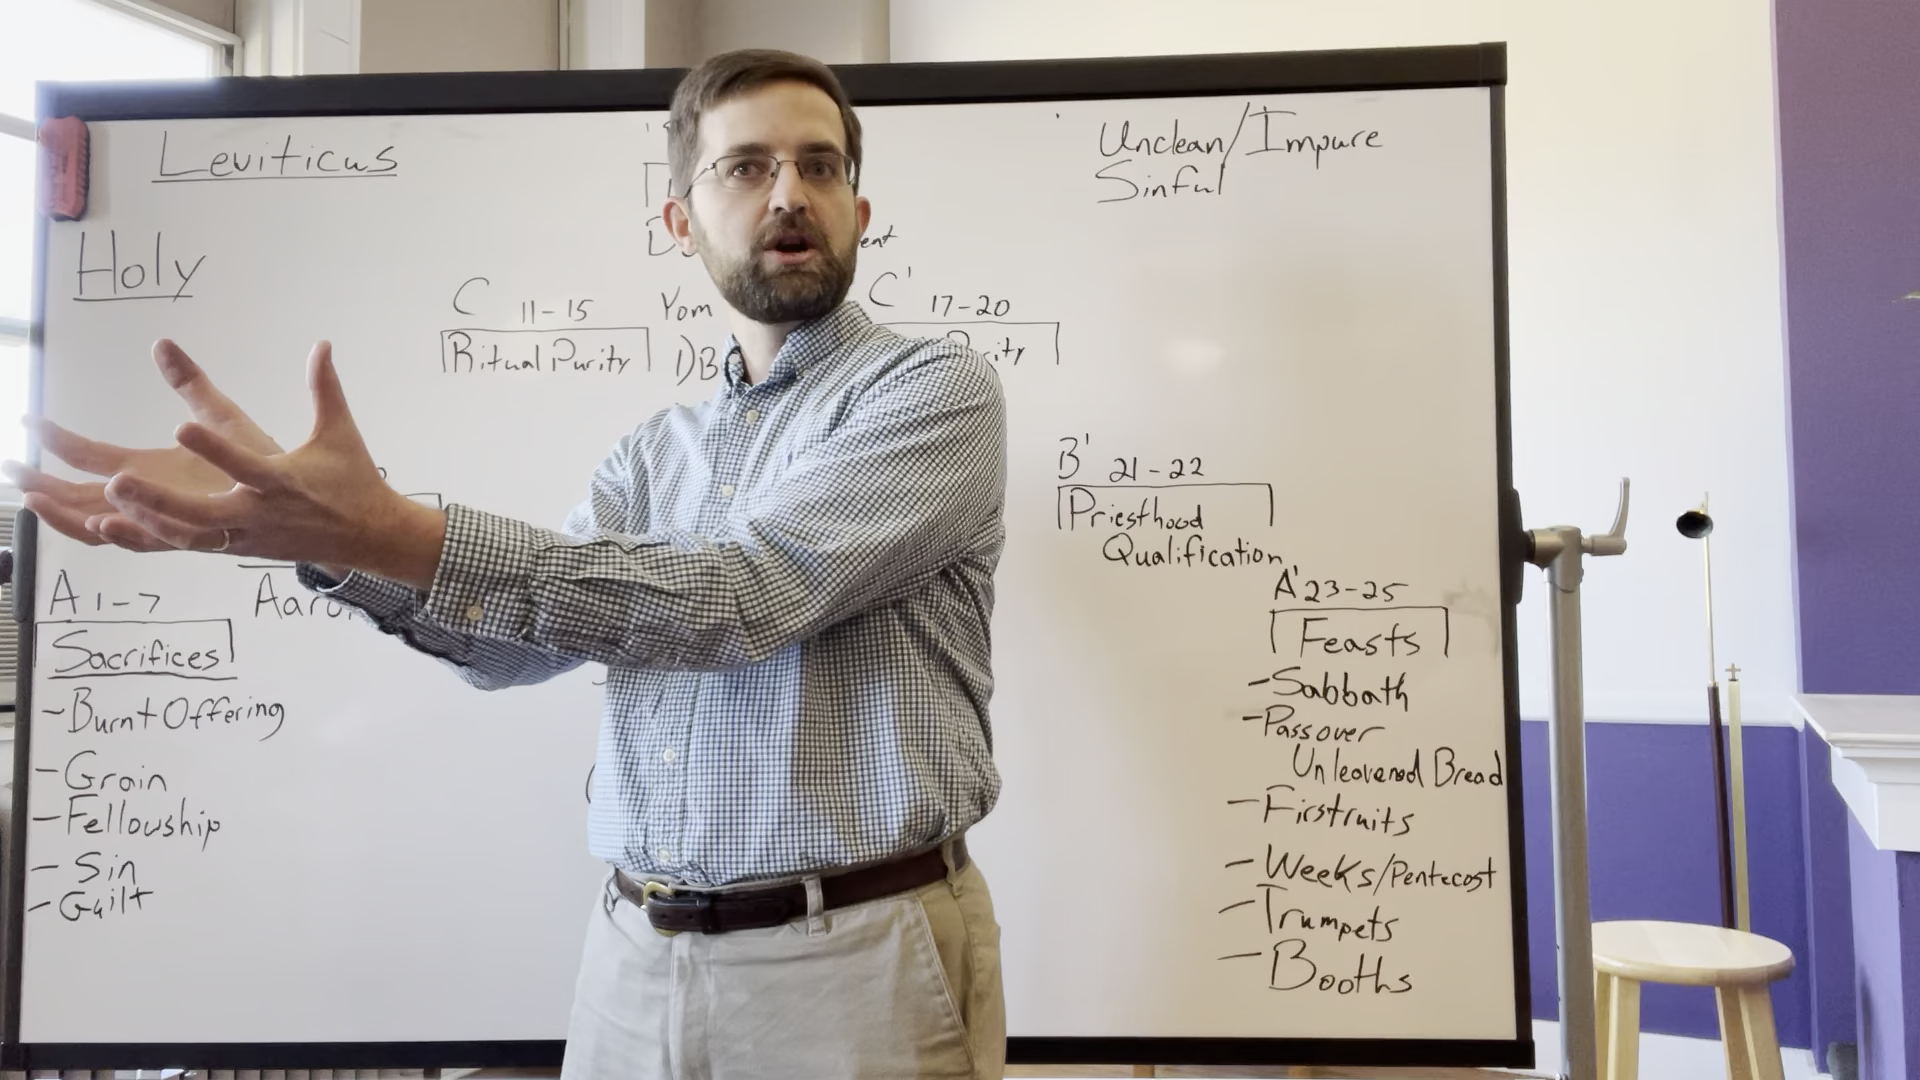 Leviticus
Unclean/Impure
Sinful
Holy
C 11-15
Ritual Purity
Yom
C' 17-20
B' 21-22
Priesthood
Qualification
A 1-7
Sacrifices
- Burnt Offering
- Grain
- Fellowship
- Sin
- Guilt
A' 23-25
Feasts
- Sabbath
- Passover
Unleavened Bread
- Firstruits
- Weeks/Pentecost
- Trumpets
- Booths